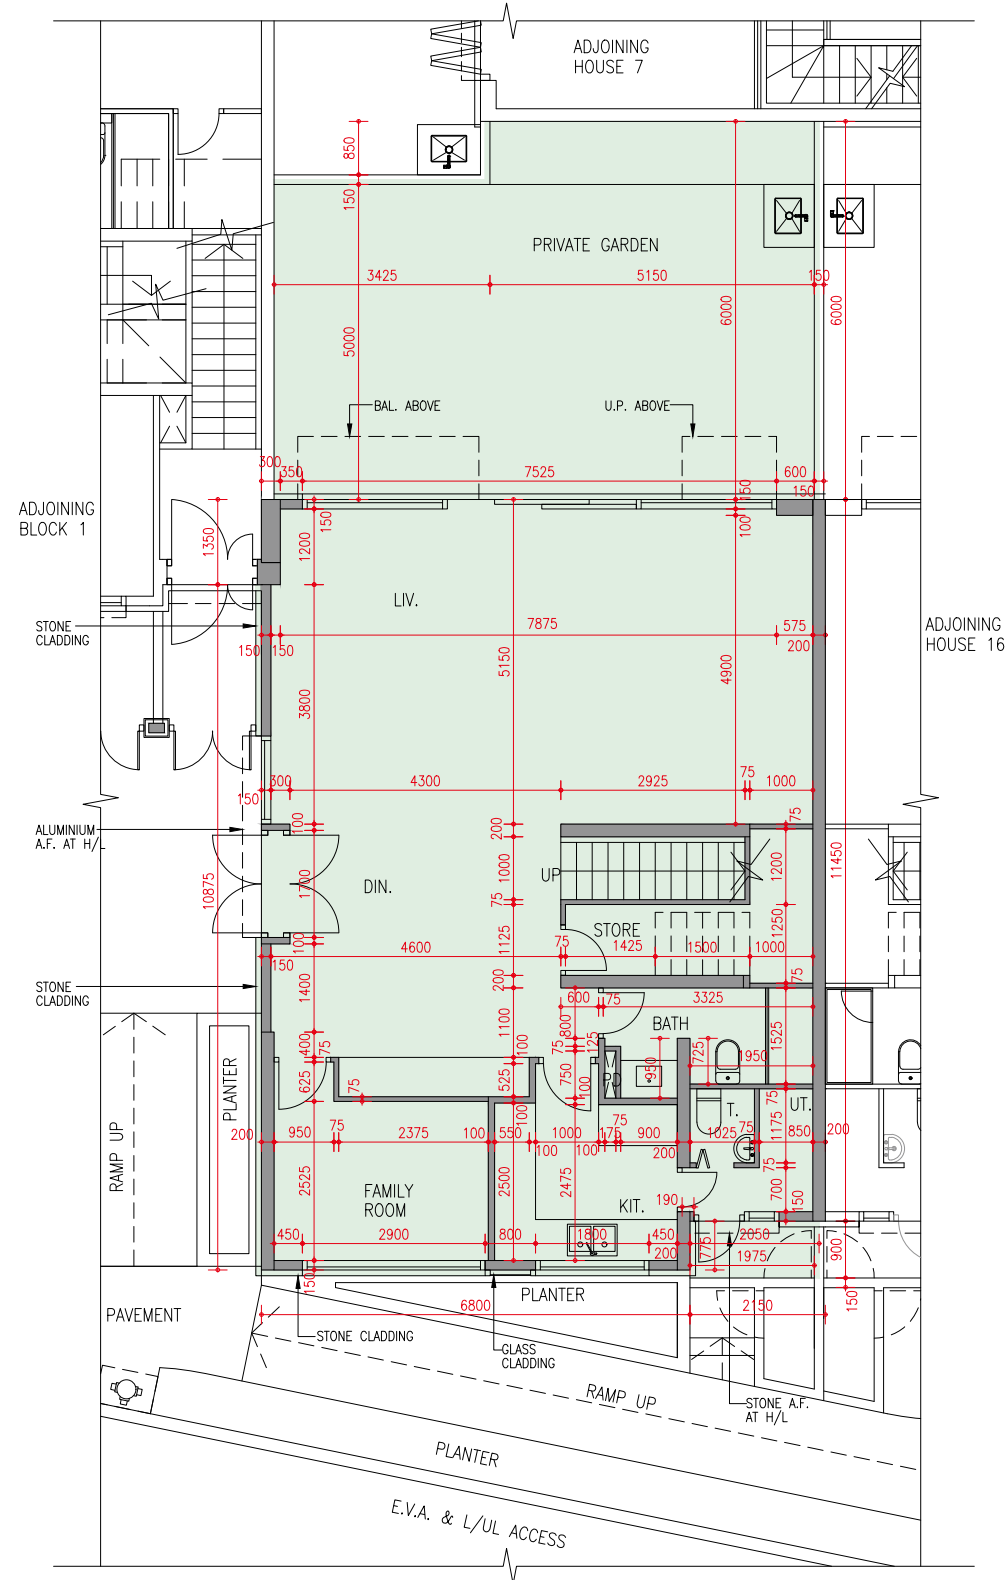 ADJOINING
HOUSE 7
850
150
PRIVATE GARDEN
3425
5150
150
6000
6000
5000
BAL. ABOVE
U.P. ABOVE
300
350
7525
600
150
150
ADJOINING
BLOCK 1
1350
150
1200
100
LIV.
STONE
CLADDING
7875
575
150
150
200
ADJOINING
HOUSE 16
5150
4900
3800
300
4300
2925
75
1000
150
100
200
75
ALUMINIUM
A.F. AT H/L
10875
1700
DIN.
UP
1000
1200
11450
75
STORE
1250
100
4600
1125
75
1425
1500
1000
150
STONE
CLADDING
1400
200
75
600
75
3325
BATH
1100
800
1525
400
75
100
75
125
725
1950
PLANTER
625
525
750
PD
950
75
100
100
T.
UT.
75
RAMP UP
200
950
75
2375
100
550
1000
175
75
900
1025
75
1175
850
200
100
100
200
2525
FAMILY
ROOM
2500
2475
KIT.
190
75
700
150
450
2900
800
1800
450
200
775
2050
1975
900
150
150
PLANTER
PAVEMENT
6800
2150
STONE CLADDING
GLASS
CLADDING
RAMP UP
STONE A.F.
AT H/L
PLANTER
E.V.A. & L/UL ACCESS